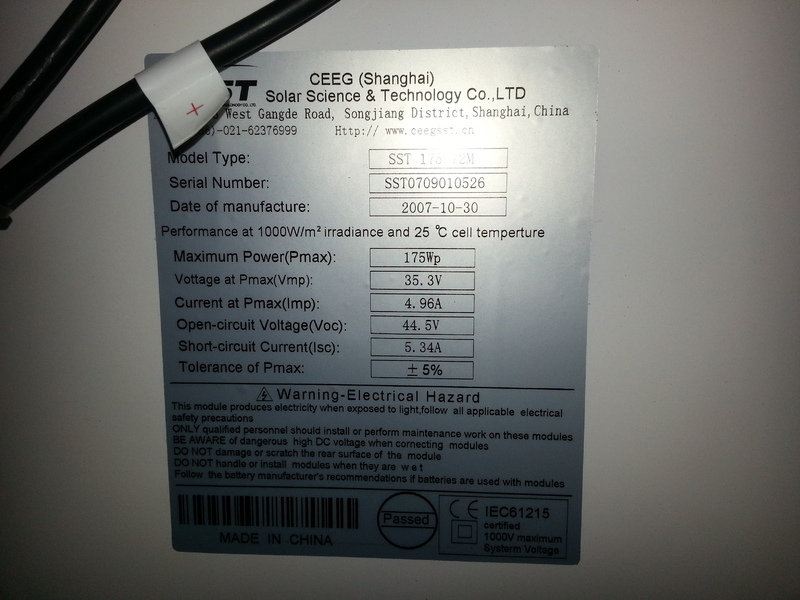 CEEG (Shanghai)
Solar Science & Technology Co.,LTD
West Gangde Road, Songjiang District, Shanghai, China
)-021-62376999 Http:// www.ceegsst.cn
Model Type: SST 175-72M
Serial Number: SST0709010526
Date of manufacture: 2007-10-30
Performance at 1000W/m² irradiance and 25 ℃ cell temperture
Maximum Power(Pmax): 175Wp
Vottage at Pmax(Vmp): 35.3V
Current at Pmax(Imp): 4.96A
Open-circuit Voltage(Voc): 44.5V
Short-circuit Current(Isc): 5.34A
Tolerance of Pmax: ± 5%
Warning-Electrical Hazard
This module produces electricity when exposed to light,follow all applicable electrical
safety precautions
ONLY qualified personnel should install or perform maintenance work on these modules
BE AWARE of dangerous high DC voltage when correcting modules
DO NOT damage or scratch the rear surface of the module
DO NOT handle or install modules when they are wet
Follow the battery manufacturer's recommendations if batteries are used with modules
MADE IN CHINA
Passed
CE IEC61215
certified
1000V maximum
Systerm Voltage
+